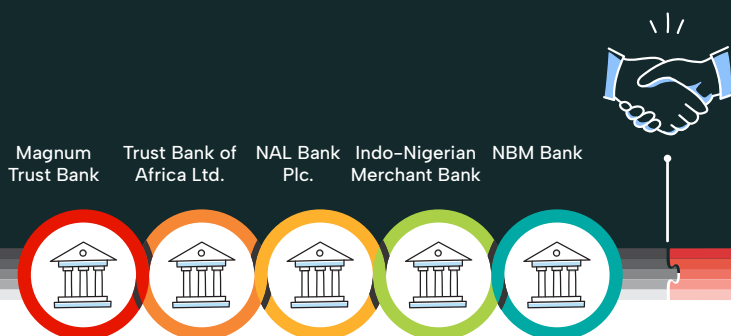 Magnum
Trust Bank
Trust Bank of
Africa Ltd.
NAL Bank
Plc.
Indo-Nigerian
Merchant Bank
NBM Bank